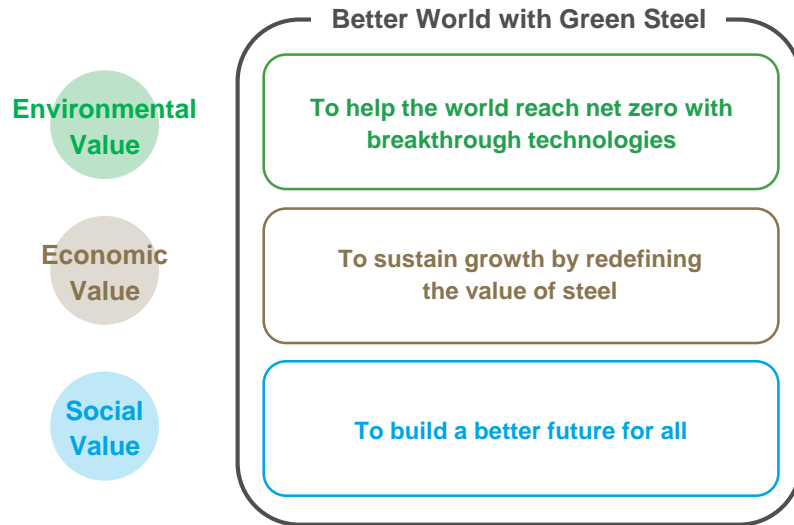 Better World with Green Steel
Environmental
Value
To help the world reach net zero with
breakthrough technologies
Economic
Value
To sustain growth by redefining
the value of steel
Social
Value
To build a better future for all